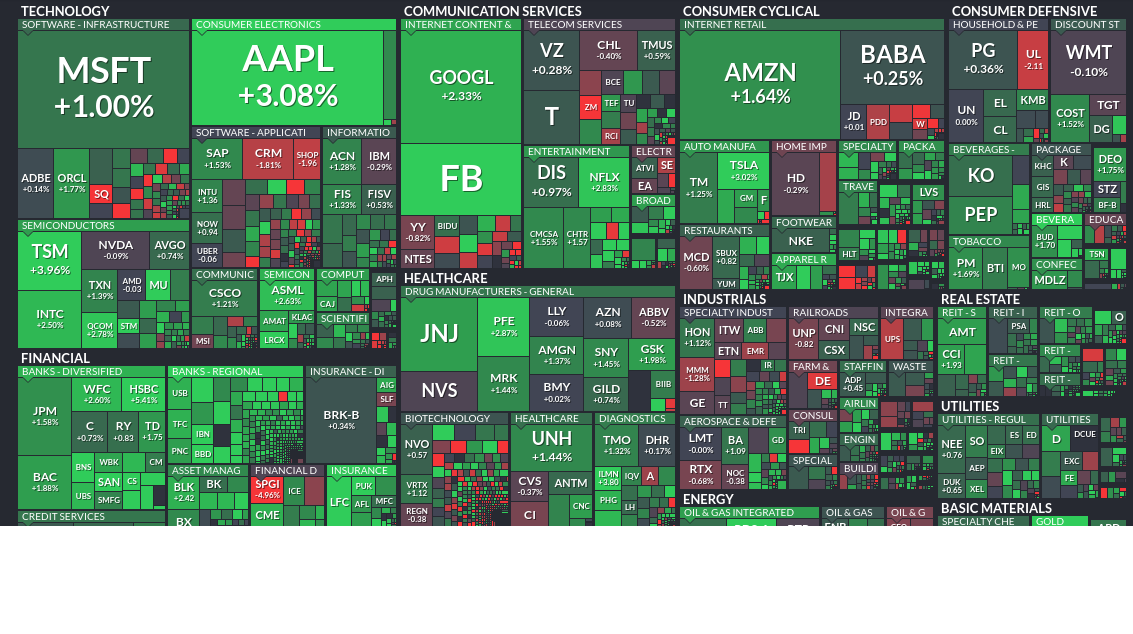 TECHNOLOGY
SOFTWARE - INFRASTRUCTURE
MSFT
+1.00%
ADBE
+0.14%
ORCL
+1.77%
SQ
CONSUMER ELECTRONICS
AAPL
+3.08%
SOFTWARE - APPLICATI
SAP
+1.53%
CRM
-1.81%
SHOP
-1.96
INTU
+1.36
NOW
+0.94
UBER
-0.06
INFORMATIO
ACN
+1.28%
IBM
-0.29%
FIS
+1.33%
FISV
+0.53%
SEMICONDUCTORS
TSM
+3.96%
INTC
+2.50%
NVDA
-0.09%
AVGO
+0.74%
TXN
+1.39%
AMD
-0.03
MU
QCOM
+2.78%
STM
COMMUNIC
CSCO
+1.21%
MSI
SEMICON
ASML
+2.63%
AMAT
KLAC
LRCX
COMPUT
CAJ
SCIENTIFI
APH
FINANCIAL
BANKS - DIVERSIFIED
JPM
+1.58%
BAC
+1.88%
WFC
+2.60%
HSBC
+5.41%
C
+0.73%
RY
+0.83
TD
+1.75
BNS
WBK
CM
SAN
CS
UBS
SMFG
CREDIT SERVICES
BANKS - REGIONAL
USB
TFC
IBN
PNC
BBD
INSURANCE - DI
BRK-B
+0.34%
AIG
SLF
ASSET MANAG
BLK
+2.42
BK
BX
FINANCIAL D
SPGI
-4.96%
ICE
CME
INSURANCE
LFC
PUK
AFL
MFC
COMMUNICATION SERVICES
INTERNET CONTENT &
GOOGL
+2.33%
FB
YY
-0.82%
BIDU
NTES
TELECOM SERVICES
VZ
+0.28%
CHL
-0.40%
TMUS
+0.59%
T
BCE
ZM
TEF
TU
RCI
ENTERTAINMENT
DIS
+0.97%
NFLX
+2.83%
CMCSA
+1.55%
CHTR
+1.57
ELECTR
ATVI
SE
EA
BROAD
HEALTHCARE
DRUG MANUFACTURERS - GENERAL
JNJ
NVS
PFE
+2.87%
MRK
+1.44%
LLY
-0.06%
AZN
+0.08%
ABBV
-0.52%
AMGN
+1.37%
SNY
+1.45%
GSK
+1.98%
BMY
+0.02%
GILD
+0.74%
BIIB
BIOTECHNOLOGY
NVO
+0.57
VRTX
+1.12
REGN
-0.38
HEALTHCARE
UNH
+1.44%
CVS
-0.37%
ANTM
CI
CNC
DIAGNOSTICS
TMO
+1.32%
DHR
+0.17%
ILMN
+3.80
IQV
A
PHG
LH
CONSUMER CYCLICAL
INTERNET RETAIL
AMZN
+1.64%
BABA
+0.25%
JD
+0.01
PDD
W
AUTO MANUFA
TM
+1.25%
TSLA
+3.02%
GM
F
HOME IMP
HD
-0.29%
SPECIALTY
PACKA
TRAVE
LVS
HLT
RESTAURANTS
MCD
-0.60%
SBUX
+0.82
YUM
FOOTWEAR
NKE
APPAREL R
TJX
INDUSTRIALS
SPECIALTY INDUST
HON
+1.12%
ITW
ABB
ETN
EMR
MMM
-1.28%
IR
GE
TT
RAILROADS
UNP
-0.82
CNI
NSC
CSX
INTEGRA
UPS
FARM &
DE
STAFFIN
ADP
+0.45
WASTE
CONSUL
TRI
AIRLIN
ENGIN
SPECIAL
BUILDI
AEROSPACE & DEFE
LMT
-0.00%
BA
+1.09
GD
RTX
-0.68%
NOC
-0.38
ENERGY
OIL & GAS INTEGRATED
OIL & GAS
OIL & G
CONSUMER DEFENSIVE
HOUSEHOLD & PE
PG
+0.36%
UL
-2.11
UN
0.00%
EL
KMB
CL
DISCOUNT ST
WMT
-0.10%
COST
+1.52%
TGT
DG
BEVERAGES -
KO
PEP
PACKAGE
KHC
K
GIS
HRL
DEO
+1.75%
STZ
BF-B
BEVERA
BUD
+1.70
EDUCA
TSN
TOBACCO
PM
+1.69%
BTI
MO
CONFEC
MDLZ
REAL ESTATE
REIT - S
AMT
CCI
+1.93
REIT - I
PSA
REIT - O
O
REIT -
REIT -
REIT -
UTILITIES
UTILITIES - REGUL
NEE
+0.76
SO
ES
ED
EIX
AEP
DUK
+0.65
XEL
UTILITIES
D
DCUE
EXC
FE
BASIC MATERIALS
SPECIALTY CHE
GOLD